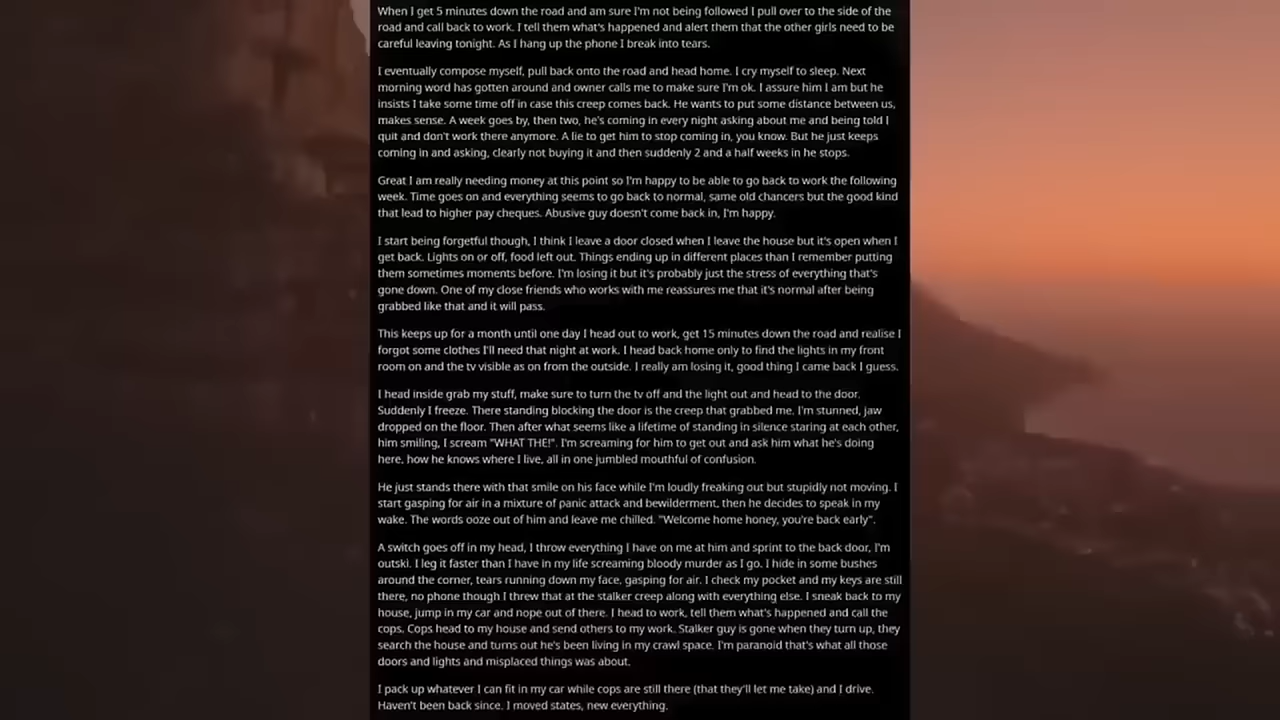 When I get 5 minutes down the road and am sure I'm not being followed I pull over to the side of the
road and call back to work. I tell them what's happened and alert them that the other girls need to be
careful leaving tonight. As I hang up the phone I break into tears.
I eventually compose myself, pull back onto the road and head home. I cry myself to sleep. Next
morning word has gotten around and owner calls me to make sure I'm ok. I assure him I am but he
insists I take some time off in case this creep comes back. He wants to put some distance between us,
makes sense. A week goes by, then two, he's coming in every night asking about me and being told I
quit and don't work there anymore. A lie to get him to stop coming in, you know. But he just keeps
coming in and asking, clearly not buying it and then suddenly 2 and a half weeks in he stops.
Great I am really needing money at this point so I'm happy to be able to go back to work the following
week. Time goes on and everything seems to go back to normal, same old chancers but the good kind
that lead to higher pay cheques. Abusive guy doesn't come back in, I'm happy.
I start being forgetful though, I think I leave a door closed when I leave the house but it's open when I
get back. Lights on or off, food left out. Things ending up in different places than I remember putting
them sometimes moments before. I'm losing it but it's probably just the stress of everything that's
gone down. One of my close friends who works with me reassures me that it's normal after being
grabbed like that and it will pass.
This keeps up for a month until one day I head out to work, get 15 minutes down the road and realise I
forgot some clothes I'll need that night at work. I head back home only to find the lights in my front
room on and the tv visible as on from the outside. I really am losing it, good thing I came back I guess.
I head inside grab my stuff, make sure to turn the tv off and the light out and head to the door.
Suddenly I freeze. There standing blocking the door is the creep that grabbed me. I'm stunned, jaw
dropped on the floor. Then after what seems like a lifetime of standing in silence staring at each other,
him smiling, I scream "WHAT THE!". I'm screaming for him to get out and ask him what he's doing
here, how he knows where I live, all in one jumbled mouthful of confusion.
He just stands there with that smile on his face while I'm loudly freaking out but stupidly not moving. I
start gasping for air in a mixture of panic attack and bewilderment, then he decides to speak in my
wake. The words ooze out of him and leave me chilled. "Welcome home honey, you're back early".
A switch goes off in my head, I throw everything I have on me at him and sprint to the back door, I'm
outski. I leg it faster than I have in my life screaming bloody murder as I go. I hide in some bushes
around the corner, tears running down my face, gasping for air. I check my pocket and my keys are still
there, no phone though I threw that at the stalker creep along with everything else. I sneak back to my
house, jump in my car and nope out of there. I head to work, tell them what's happened and call the
cops. Cops head to my house and send others to my work. Stalker guy is gone when they turn up, they
search the house and turns out he's been living in my crawl space. I'm paranoid that's what all those
doors and lights and misplaced things was about.
I pack up whatever I can fit in my car while cops are still there (that they'll let me take) and I drive.
Haven't been back since. I moved states, new everything.